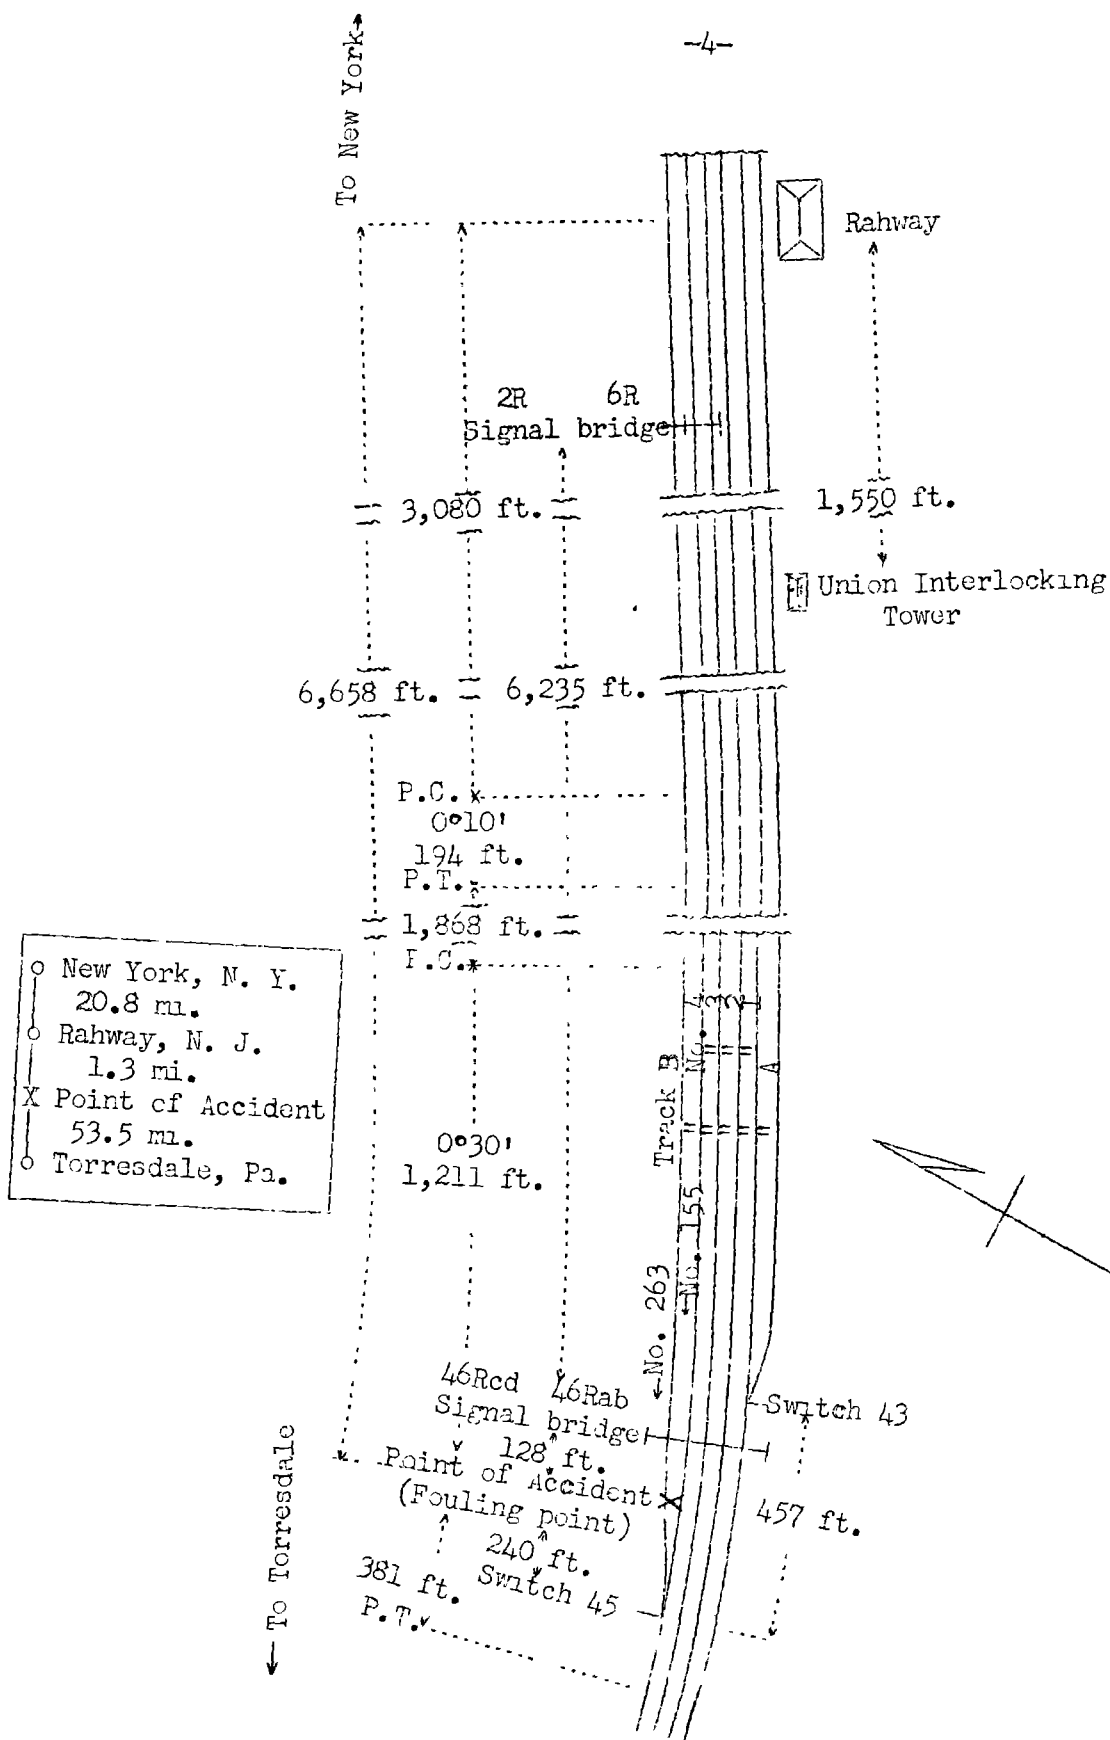 -4-
To New York
Rahway
2R 6R
Signal bridge
3,080 ft.
1,550 ft.
Union Interlocking
Tower
6,658 ft.
6,235 ft.
P.C.
0°10'
194 ft.
P.T.
1,868 ft.
P.C.
New York, N. Y.
20.8 mi.
Rahway, N. J.
1.3 mi.
X Point of Accident
53.5 mi.
Torresdale, Pa.
Track B
No. 4
" 3
" 2
" 1
" A
0°30'
1,211 ft.
No. 155
No. 263
46Rcd 46Rab
Signal bridge
Switch 43
128 ft.
Point of Accident X
(Fouling point)
457 ft.
240 ft.
381 ft.
Switch 45
P.T.
To Torresdale